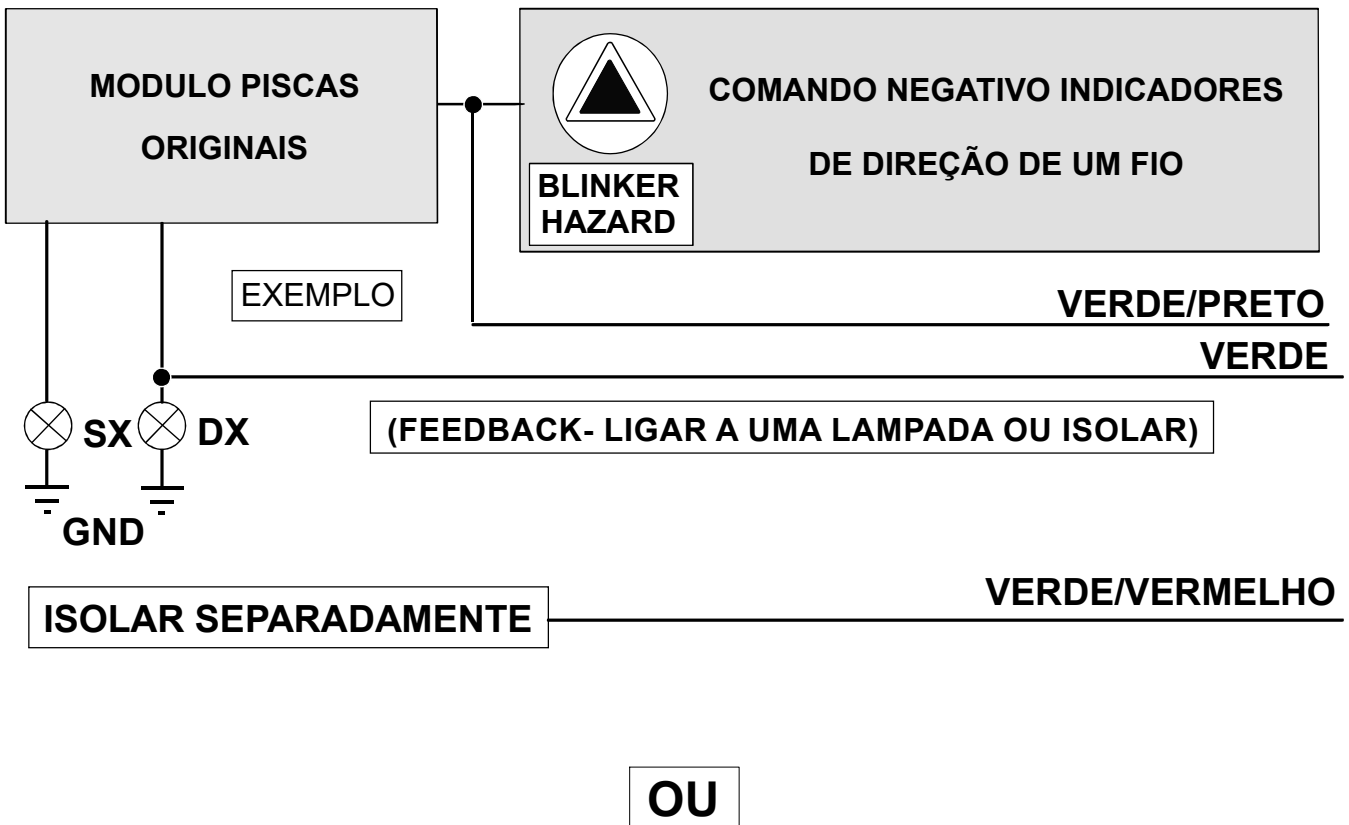 MODULO PISCAS
ORIGINAIS
BLINKER
HAZARD
COMANDO NEGATIVO INDICADORES
DE DIREÇÃO DE UM FIO
EXEMPLO
VERDE/PRETO
VERDE
SX
DX
(FEEDBACK- LIGAR A UMA LAMPADA OU ISOLAR)
GND
ISOLAR SEPARADAMENTE
VERDE/VERMELHO
OU